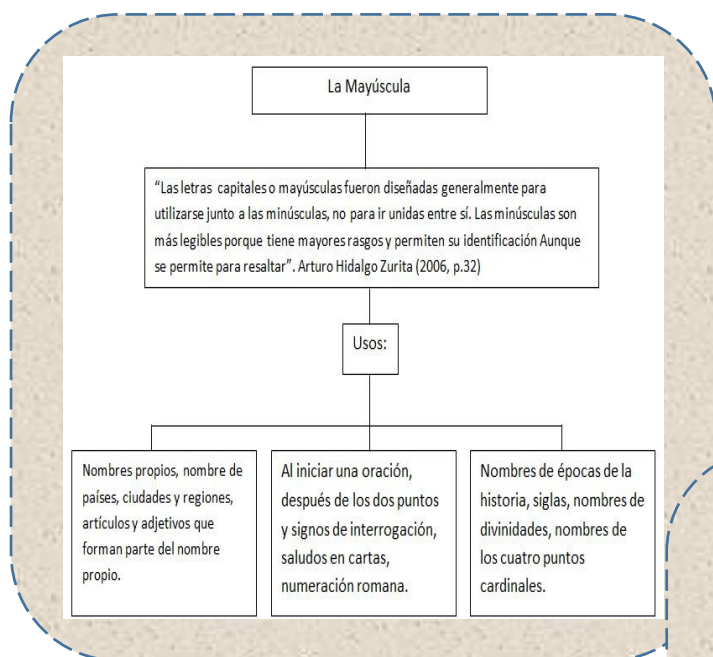 La Mayúscula
“Las letras capitales o mayúsculas fueron diseñadas generalmente para
utilizarse junto a las minúsculas, no para ir unidas entre sí. Las minúsculas son
más legibles porque tiene mayores rasgos y permiten su identificación Aunque
se permite para resaltar”. Arturo Hidalgo Zurita (2006, p.32)
Usos:
Nombres propios, nombre de
países, ciudades y regiones,
artículos y adjetivos que
forman parte del nombre
propio.
Al iniciar una oración,
después de los dos puntos
y signos de interrogación,
saludos en cartas,
numeración romana.
Nombres de épocas de la
historia, siglas, nombres de
divinidades, nombres de
los cuatro puntos
cardinales.